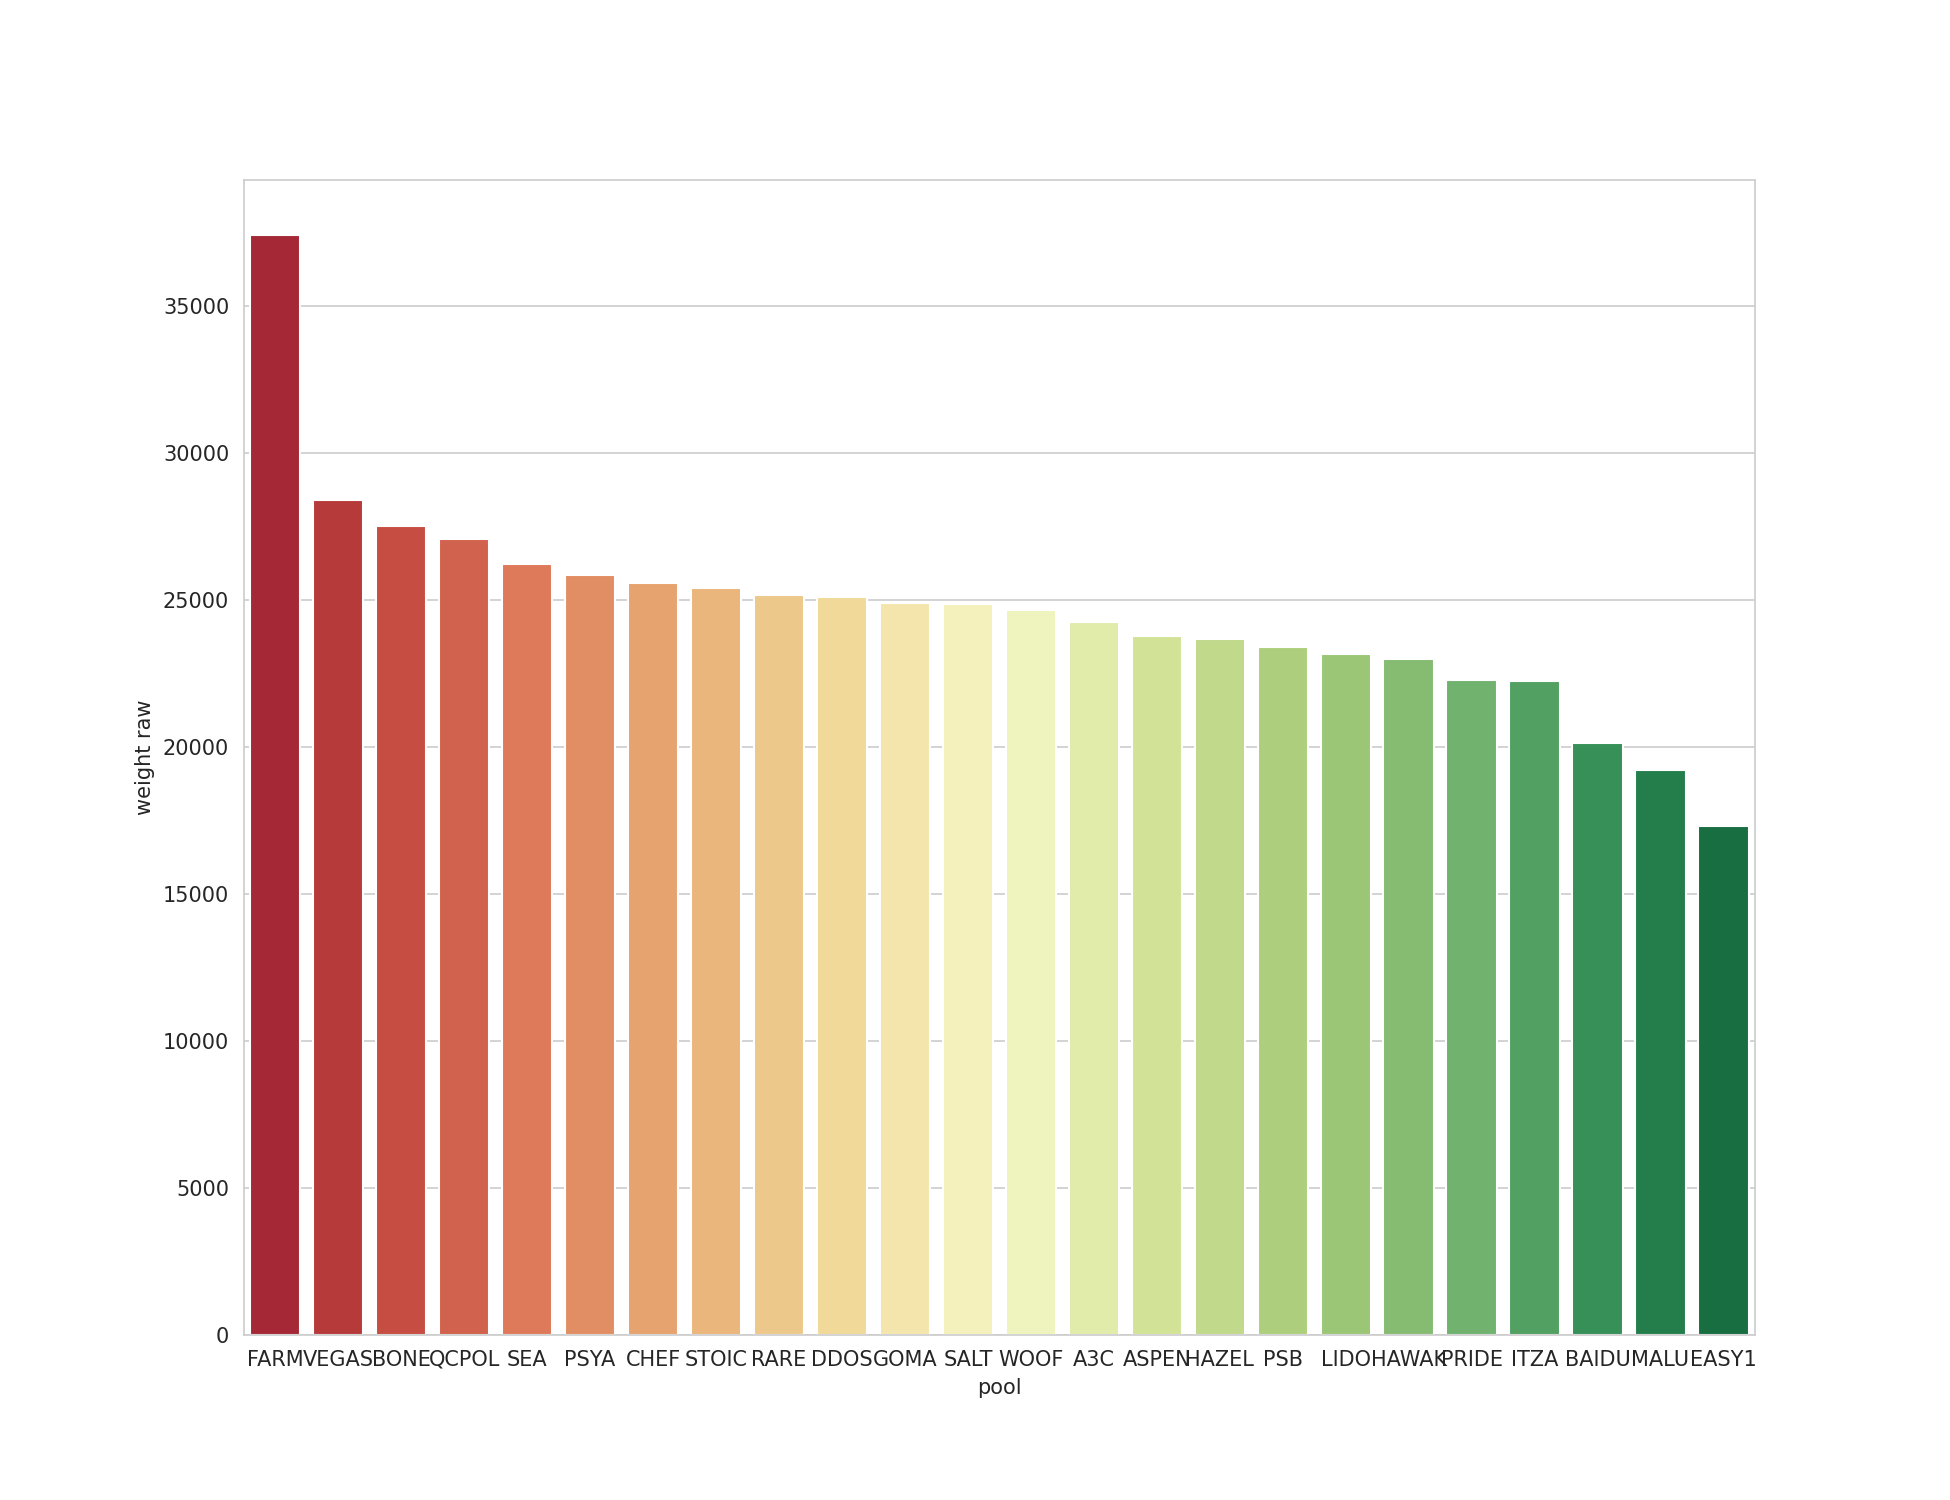 35000
30000
25000
20000
15000
10000
5000
0
weight raw
FARM VEGAS BONE QCPOL SEA PSYA CHEF STOIC RARE DDOS GOMA SALT WOOF A3C ASPEN HAZEL PSB LIDO HAWAK PRIDE ITZA BAIDU MALU EASY1
pool